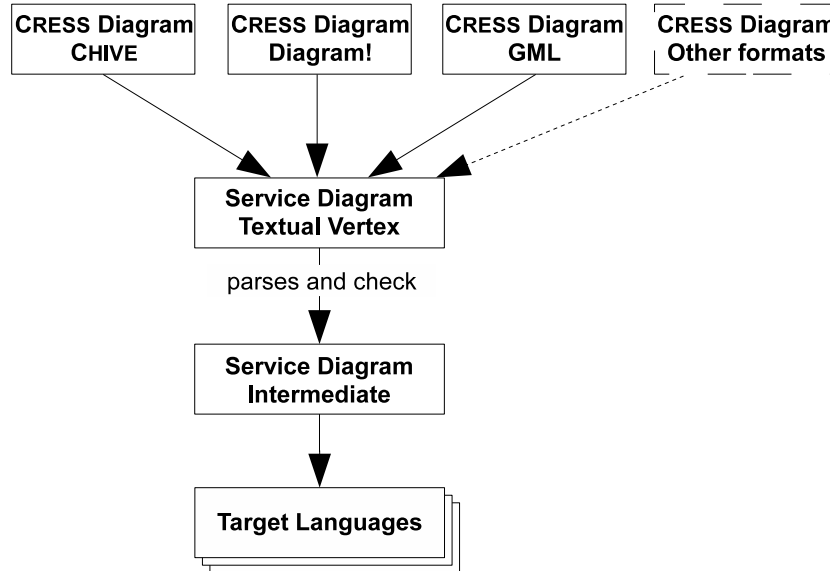 CRESS Diagram
CHIVE
CRESS Diagram
Diagram!
CRESS Diagram
GML
CRESS Diagram
Other formats
Service Diagram
Textual Vertex
parses and check
Service Diagram
Intermediate
Target Languages